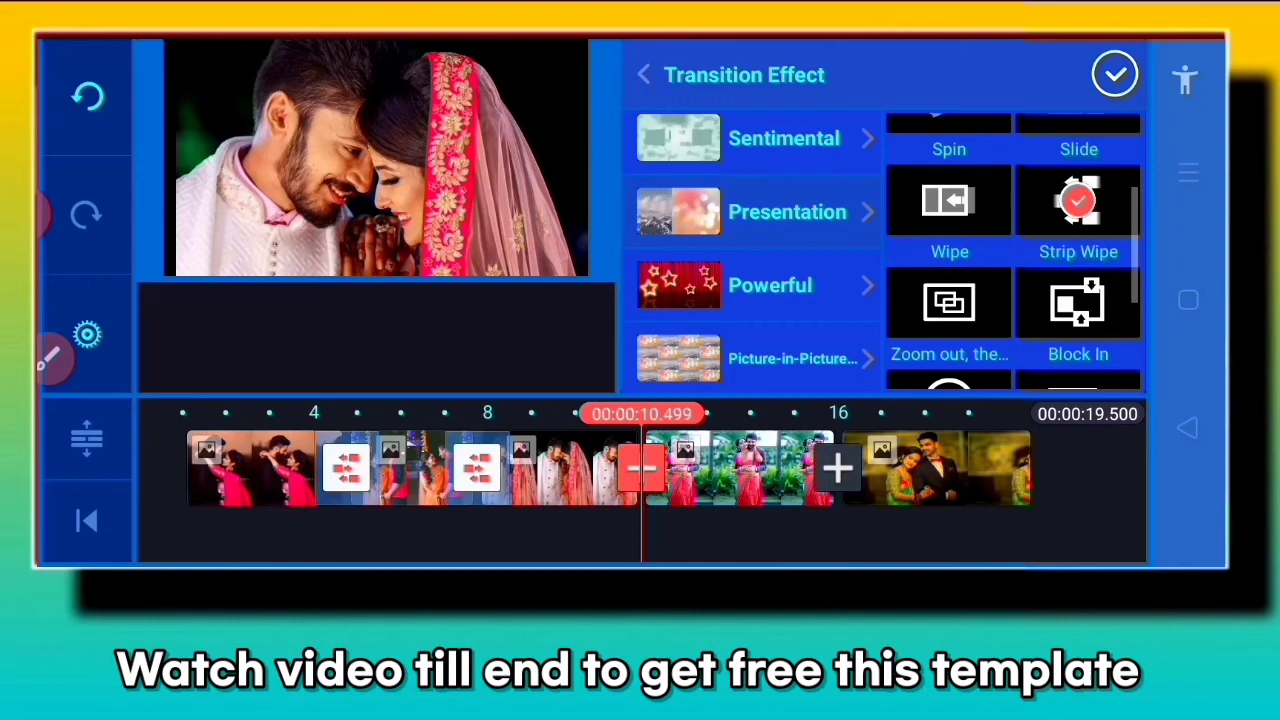 Transition Effect
Sentimental
Presentation
Powerful
Picture-in-Picture...
Spin
Slide
Wipe
Strip Wipe
Zoom out, the...
Block In
4
8
00:00:10.499
16
00:00:19.500
Watch video till end to get free this template